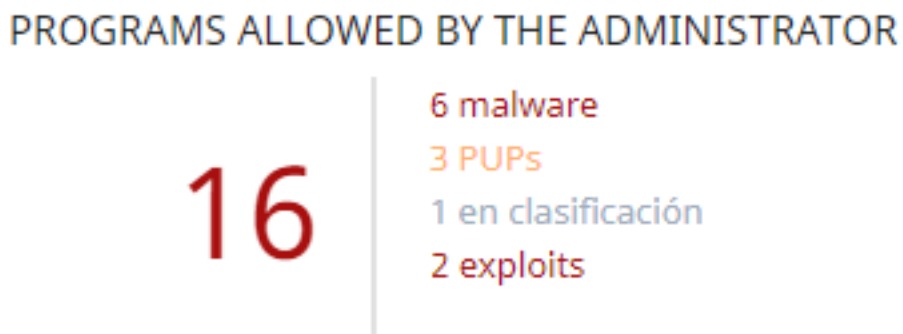 PROGRAMS ALLOWED BY THE ADMINISTRATOR
16
6 malware
3 PUPs
1 en clasificación
2 exploits